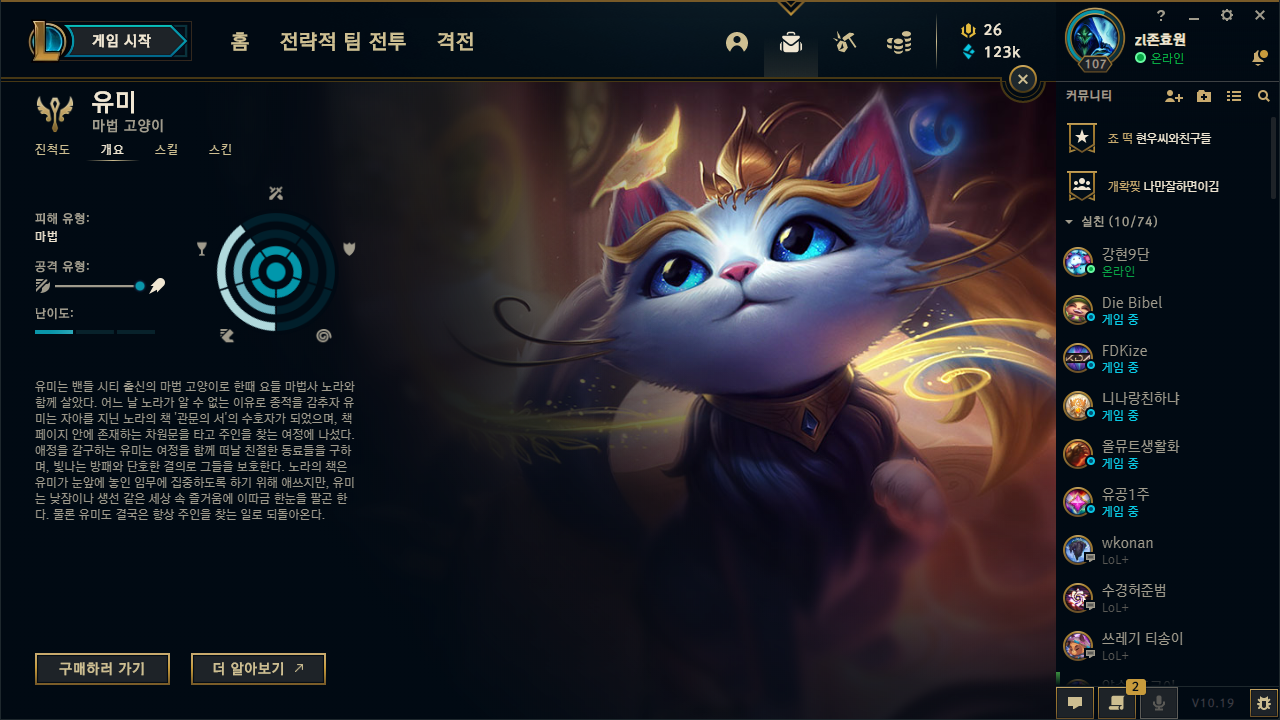 게임 시작
홈
전략적 팀 전투
격전
26
123k
?
zl존효원
온라인
107
유미
마법 고양이
진척도
개요
스킬
스킨
피해 유형:
마법
공격 유형:
난이도:
유미는 밴들 시티 출신의 마법 고양이로 한때 요들 마법사 노라와
함께 살았다. 어느 날 노라가 알 수 없는 이유로 종적을 감추자 유
미는 자아를 지닌 노라의 책 '관문의 서'의 수호자가 되었으며, 책
페이지 안에 존재하는 차원문을 타고 주인을 찾는 여정에 나섰다.
애정을 갈구하는 유미는 여정을 함께 떠날 친절한 동료들을 구하
며, 빛나는 방패와 단호한 결의로 그들을 보호한다. 노라의 책은
유미가 눈앞에 놓인 임무에 집중하도록 하기 위해 애쓰지만, 유미
는 낮잠이나 생선 같은 세상 속 즐거움에 이따금 한눈을 팔곤 한
다. 물론 유미도 결국은 항상 주인을 찾는 일로 되돌아온다.
구매하러 가기
더 알아보기
커뮤니티
죠 떡 현우씨와친구들
개확찢 나만잘하면이김
실친 (10/74)
강현9단
온라인
Die Bibel
게임 중
FDKize
게임 중
니나랑친하냐
게임 중
올뮤트생활화
게임 중
유공1주
게임 중
wkonan
LoL+
수경허준범
LoL+
쓰레기 티송이
LoL+
2
V10.19